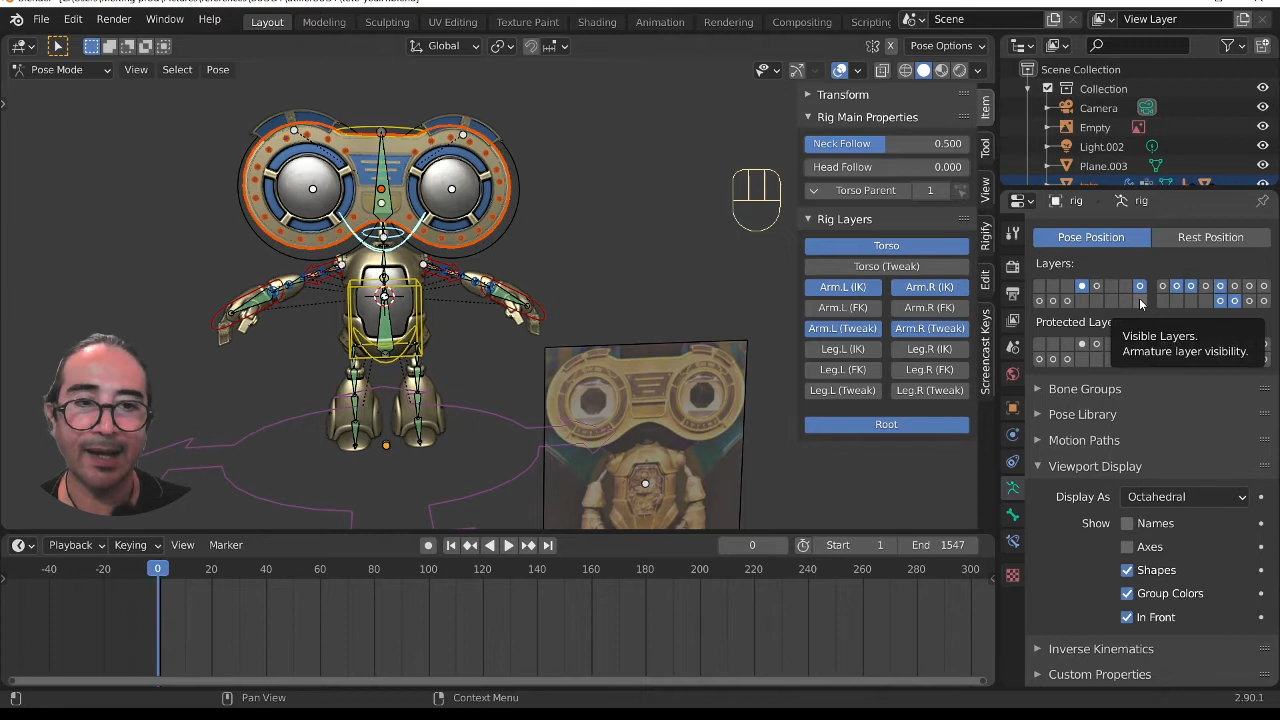 File Edit Render Window Help
Layout Modeling Sculpting UV Editing Texture Paint Shading Animation Rendering Compositing Scripting
Scene View Layer
Global Pose Options
Pose Mode View Select Pose
Transform
Rig Main Properties
Neck Follow 0.500
Head Follow 0.000
Torso Parent 1
Rig Layers
Torso
Torso (Tweak)
Arm.L (IK) Arm.R (IK)
Arm.L (FK) Arm.R (FK)
Arm.L (Tweak) Arm.R (Tweak)
Leg.L (IK) Leg.R (IK)
Leg.L (FK) Leg.R (FK)
Leg.L (Tweak) Leg.R (Tweak)
Root
Item
Tool
View
Rigify
Edit
Screencast Keys
Scene Collection
Collection
Camera
Empty
Light.002
Plane.003
rig rig
Pose Position Rest Position
Layers:
Protected Laye
Visible Layers.
Armature layer visibility.
Bone Groups
Pose Library
Motion Paths
Viewport Display
Display As Octahedral
Show Names
Axes
Shapes
Group Colors
In Front
Inverse Kinematics
Custom Properties
Playback Keying View Marker
0 Start 1 End 1547
-40 -20 0 20 40 60 80 100 120 140 160 180 200 220 240 260 280 300
Pan View Context Menu 2.90.1